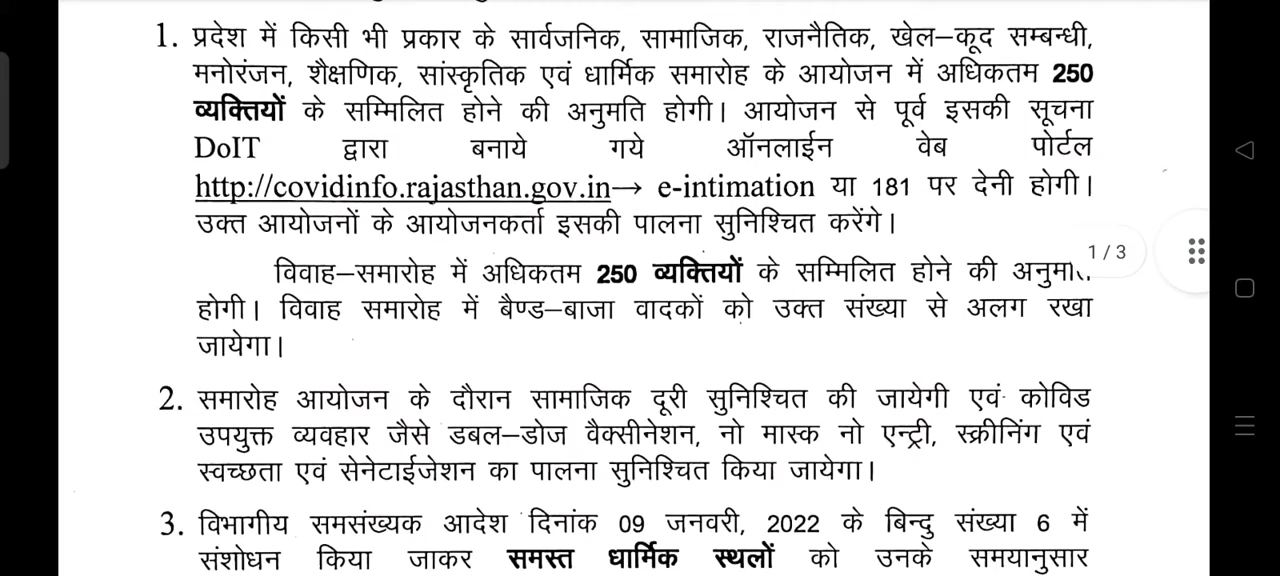 1. प्रदेश में किसी भी प्रकार के सार्वजनिक, सामाजिक, राजनैतिक, खेल–कूद सम्बन्धी,
मनोरंजन, शैक्षणिक, सांस्कृतिक एवं धार्मिक समारोह के आयोजन में अधिकतम 250
व्यक्तियों के सम्मिलित होने की अनुमति होगी। आयोजन से पूर्व इसकी सूचना
DoIT द्वारा बनाये गये ऑनलाईन वेब पोर्टल
http://covidinfo.rajasthan.gov.in→ e-intimation या 181 पर देनी होगी।
उक्त आयोजनों के आयोजनकर्ता इसकी पालना सुनिश्चित करेंगे।
1 / 3
विवाह–समारोह में अधिकतम 250 व्यक्तियों के सम्मिलित होने की
होगी। विवाह समारोह में बैण्ड–बाजा वादकों को उक्त संख्या से अलग रखा
जायेगा।
2. समारोह आयोजन के दौरान सामाजिक दूरी सुनिश्चित की जायेगी एवं कोविड
उपयुक्त व्यवहार जैसे डबल–डोज वैक्सीनेशन, नो मास्क नो एन्ट्री, स्क्रीनिंग एवं
स्वच्छता एवं सेनेटाईजेशन का पालना सुनिश्चित किया जायेगा।
3. विभागीय समसंख्यक आदेश दिनांक 09 जनवरी, 2022 के बिन्दु संख्या 6 में
संशोधन किया जाकर समस्त धार्मिक स्थलों को उनके समयानुसार